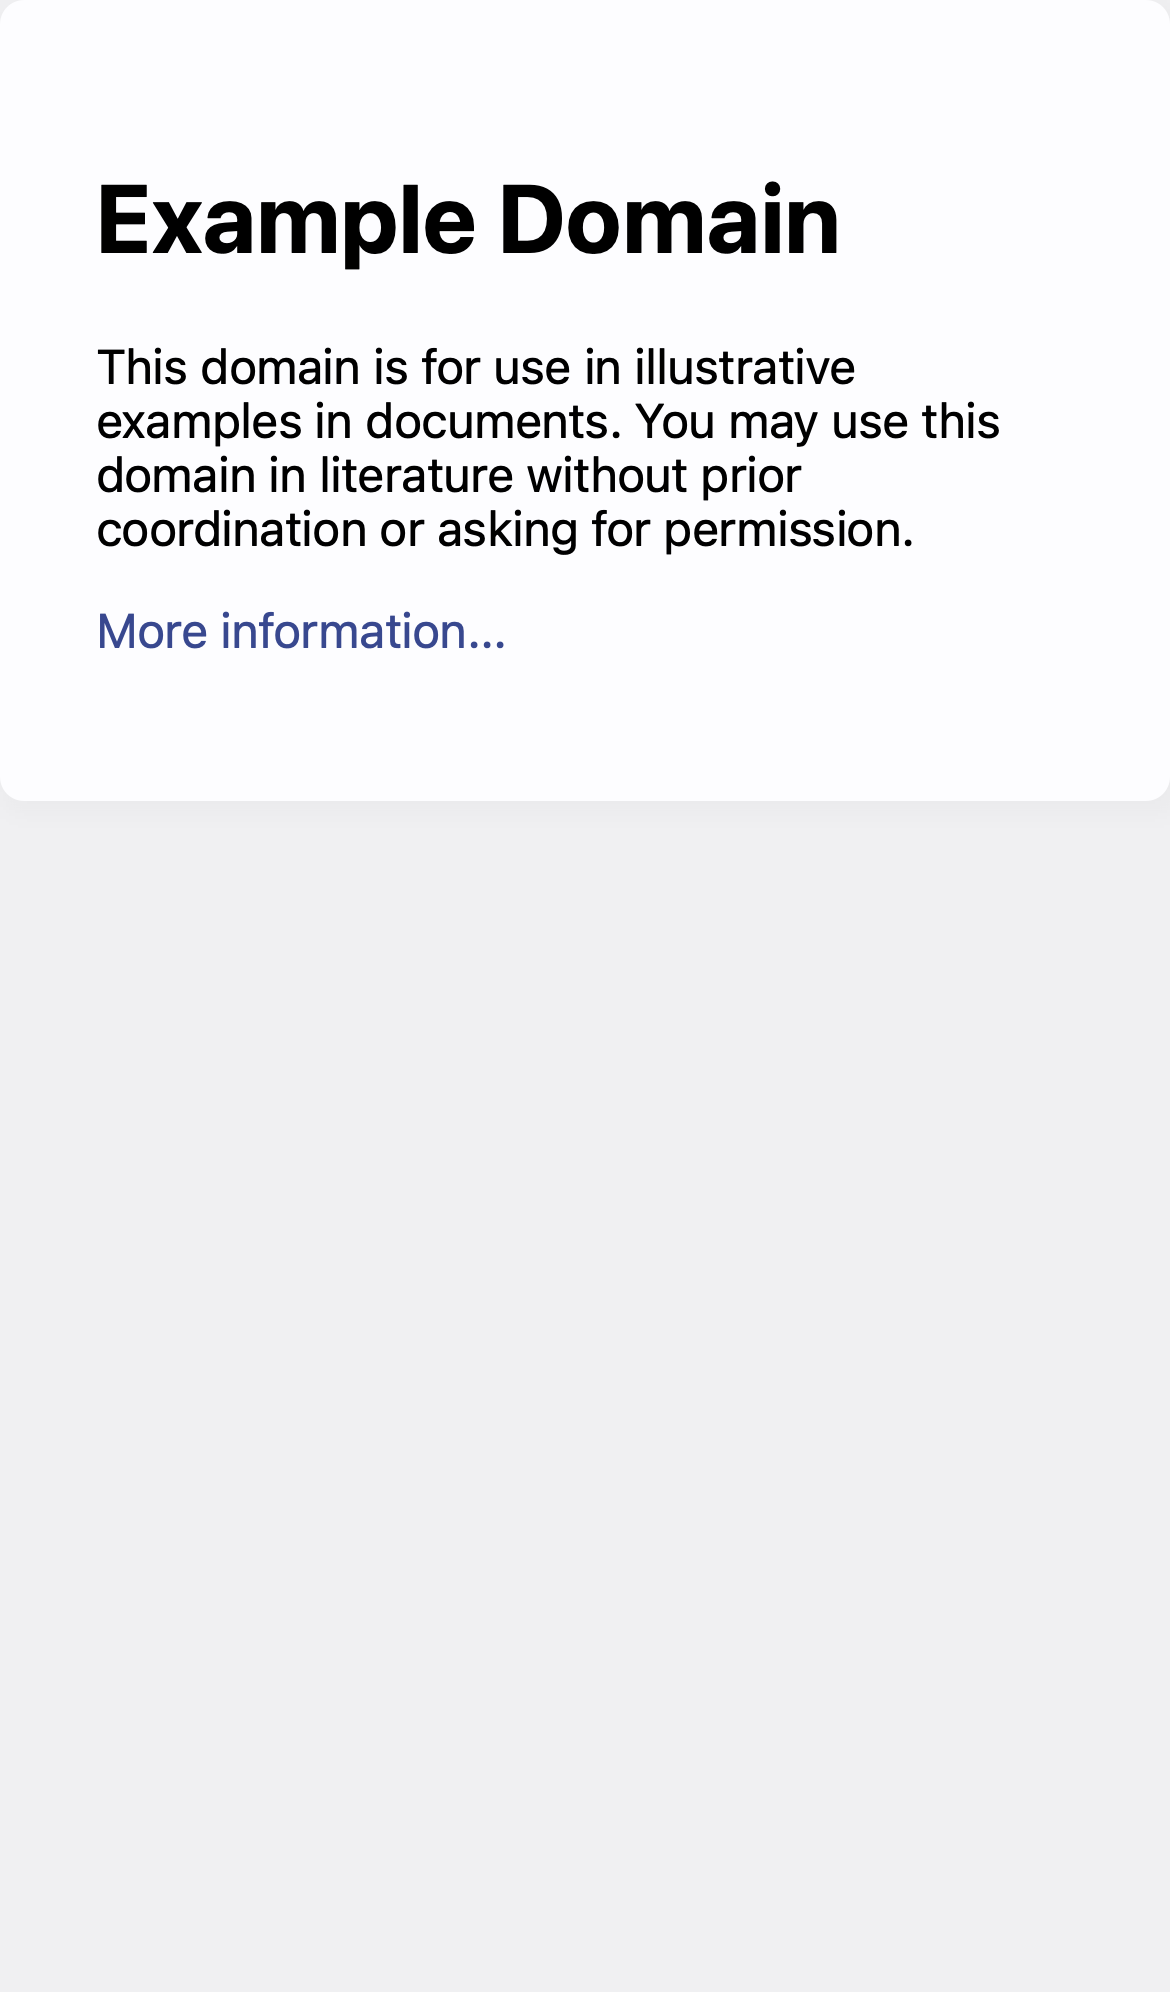 Example Domain
This domain is for use in illustrative
examples in documents. You may use this
domain in literature without prior
coordination or asking for permission.
More information...